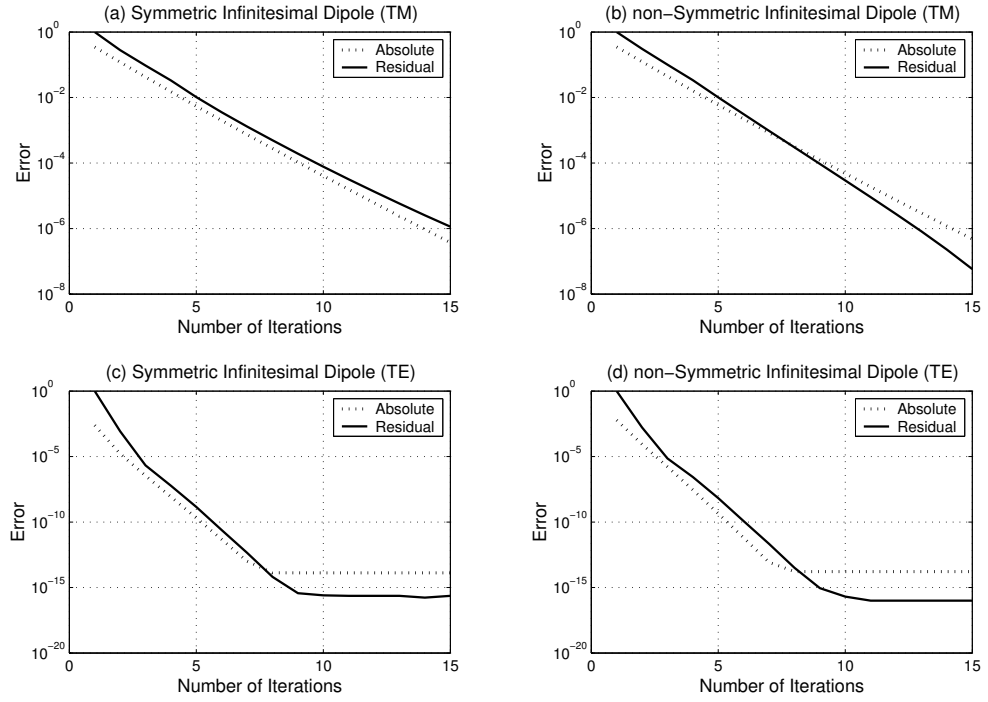 (a) Symmetric Infinitesimal Dipole (TM)
10^0
10^-2
10^-4
10^-6
10^-8
Error
Absolute
Residual
0 5 10 15
Number of Iterations
(b) non-Symmetric Infinitesimal Dipole (TM)
10^0
10^-2
10^-4
10^-6
10^-8
Error
Absolute
Residual
0 5 10 15
Number of Iterations
(c) Symmetric Infinitesimal Dipole (TE)
10^0
10^-5
10^-10
10^-15
10^-20
Error
Absolute
Residual
0 5 10 15
Number of Iterations
(d) non-Symmetric Infinitesimal Dipole (TE)
10^0
10^-5
10^-10
10^-15
10^-20
Error
Absolute
Residual
0 5 10 15
Number of Iterations